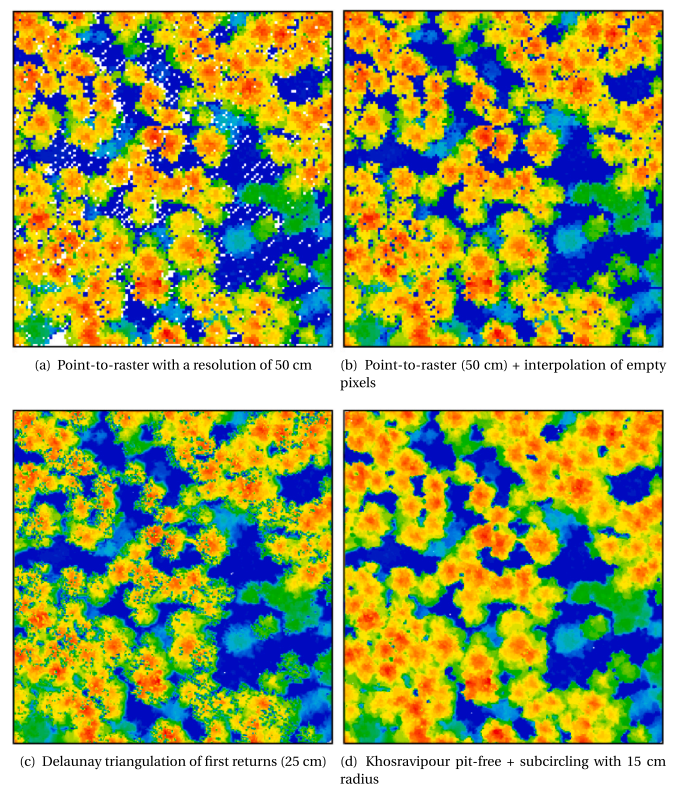 (a) Point-to-raster with a resolution of 50 cm
(b) Point-to-raster (50 cm) + interpolation of empty
pixels
(c) Delaunay triangulation of first returns (25 cm)
(d) Khosravipour pit-free + subcircling with 15 cm
radius